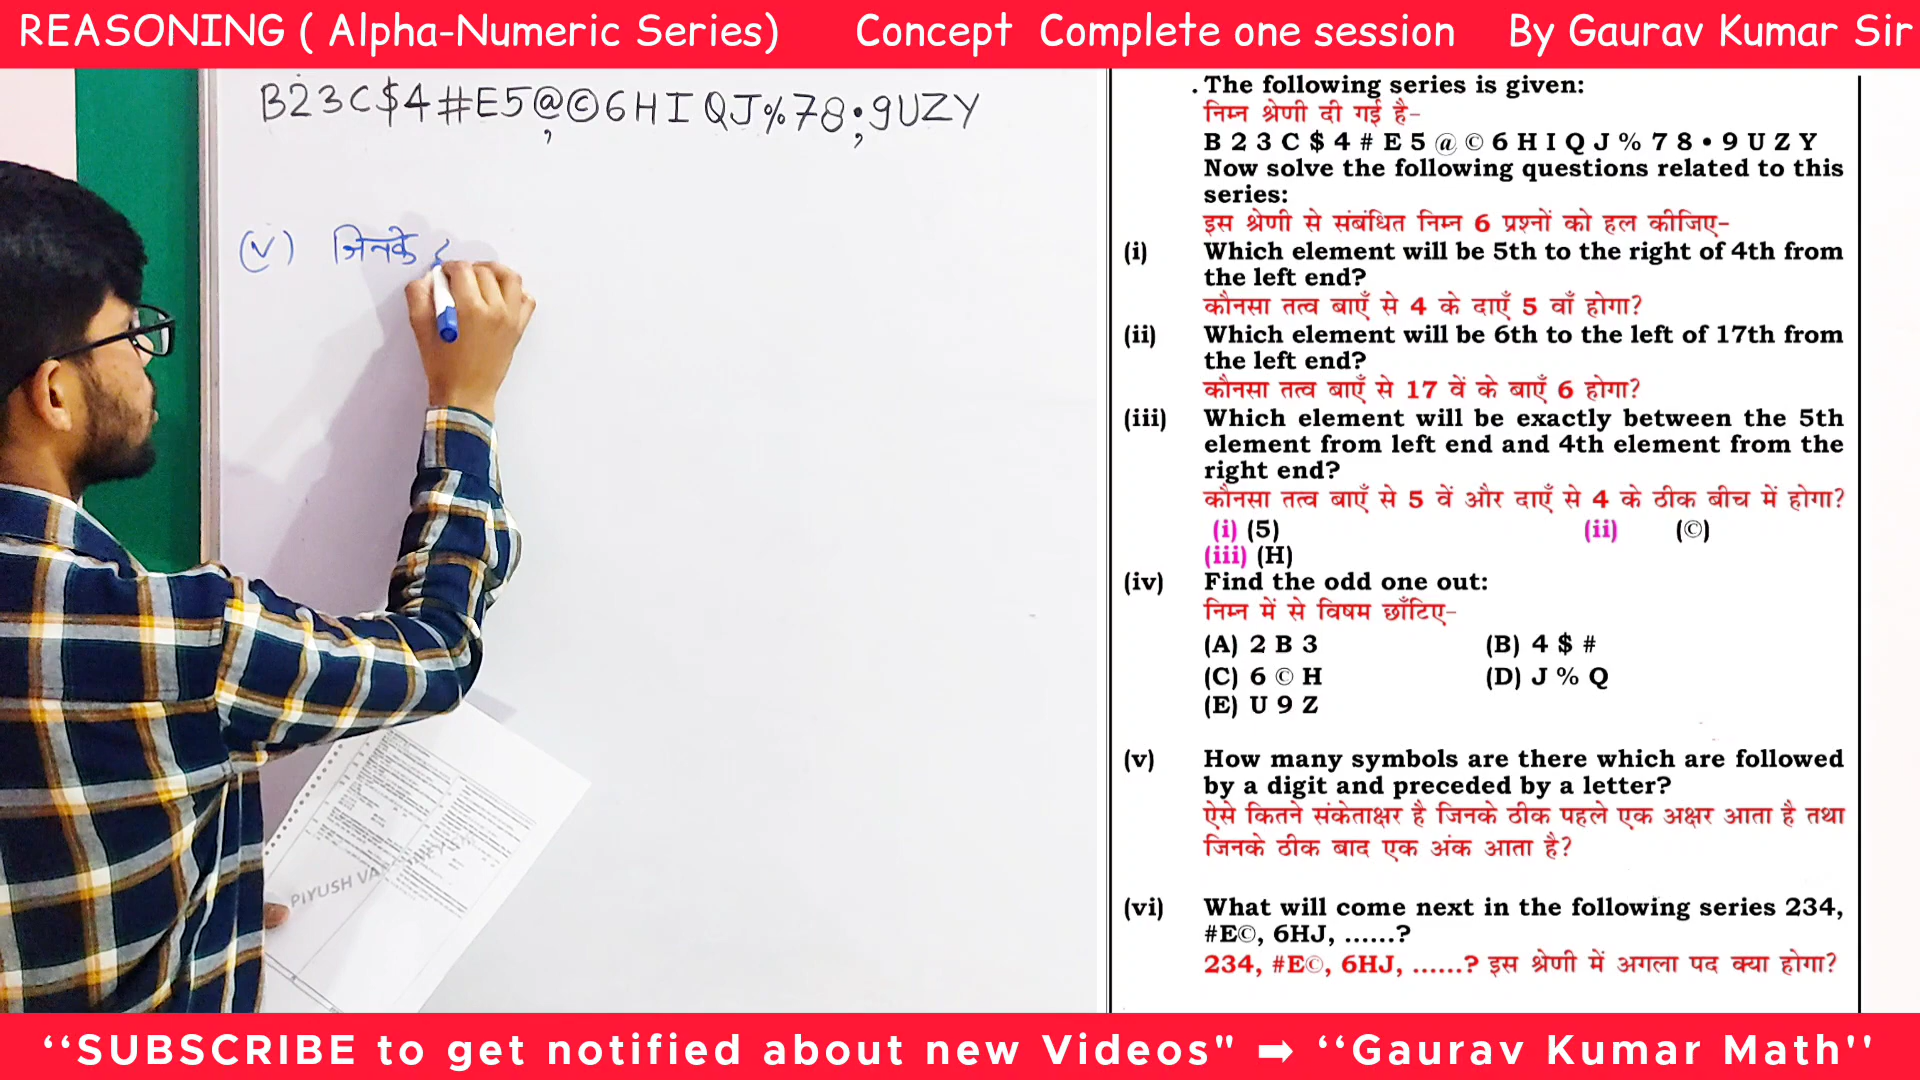 REASONING ( Alpha-Numeric Series) Concept Complete one session By Gaurav Kumar Sir
B23C$4#E5@©6HIQJ%78•9UZY
(v) जिनके
PIYUSH VA
. The following series is given:
निम्न श्रेणी दी गई है-
B 2 3 C $ 4 # E 5 @ © 6 H I Q J % 7 8 • 9 U Z Y
Now solve the following questions related to this
series:
इस श्रेणी से संबंधित निम्न 6 प्रश्नों को हल कीजिए-
(i) Which element will be 5th to the right of 4th from
the left end?
कौनसा तत्व बाएँ से 4 के दाएँ 5 वाँ होगा?
(ii) Which element will be 6th to the left of 17th from
the left end?
कौनसा तत्व बाएँ से 17 वें के बाएँ 6 होगा?
(iii) Which element will be exactly between the 5th
element from left end and 4th element from the
right end?
कौनसा तत्व बाएँ से 5 वें और दाएँ से 4 के ठीक बीच में होगा?
(i) (5) (ii) (©)
(iii) (H)
(iv) Find the odd one out:
निम्न में से विषम छाँटिए-
(A) 2 B 3 (B) 4 $ #
(C) 6 © H (D) J % Q
(E) U 9 Z
(v) How many symbols are there which are followed
by a digit and preceded by a letter?
ऐसे कितने संकेताक्षर है जिनके ठीक पहले एक अक्षर आता है तथा
जिनके ठीक बाद एक अंक आता है?
(vi) What will come next in the following series 234,
#E©, 6HJ, ......?
234, #E©, 6HJ, ......? इस श्रेणी में अगला पद क्या होगा?
‘‘SUBSCRIBE to get notified about new Videos" ➡ ‘‘Gaurav Kumar Math''